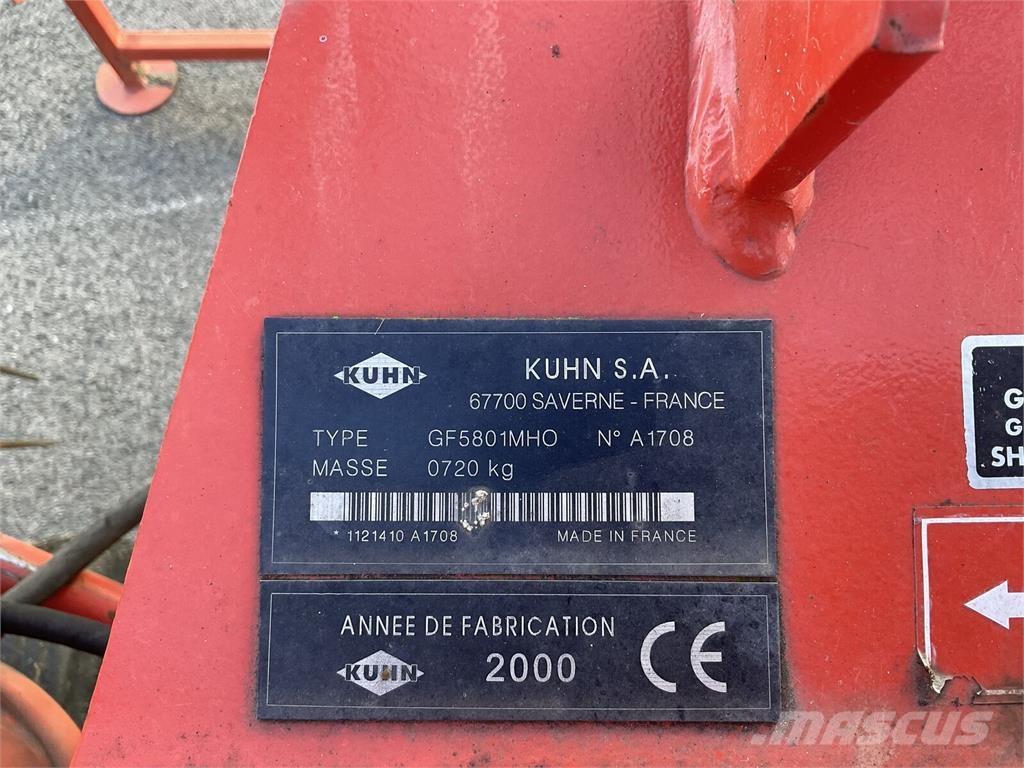 KUHN
KUHN S.A.
67700 SAVERNE - FRANCE
TYPE GF5801MHO N° A1708
MASSE 0720 kg
* 1121410 A1708 MADE IN FRANCE
ANNEE DE FABRICATION
KUHN 2000 CE
G
G
SH
MASCUS